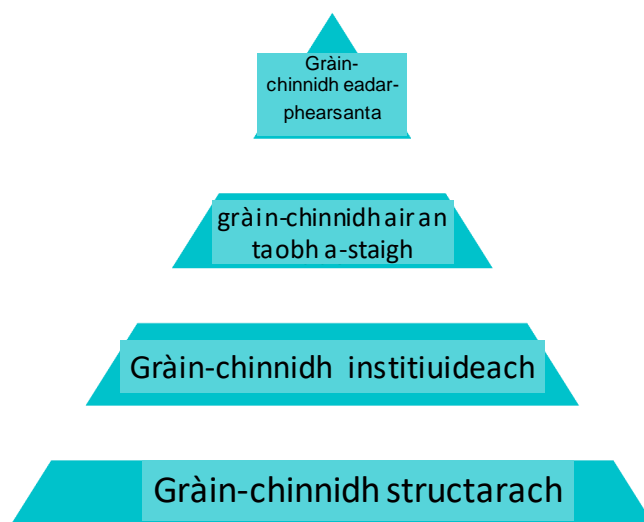 Gràin-
chinnidh eadar-
phearsanta
gràin-chinnidh air an
taobh a-staigh
Gràin-chinnidh institiuideach
Gràin-chinnidh structarach